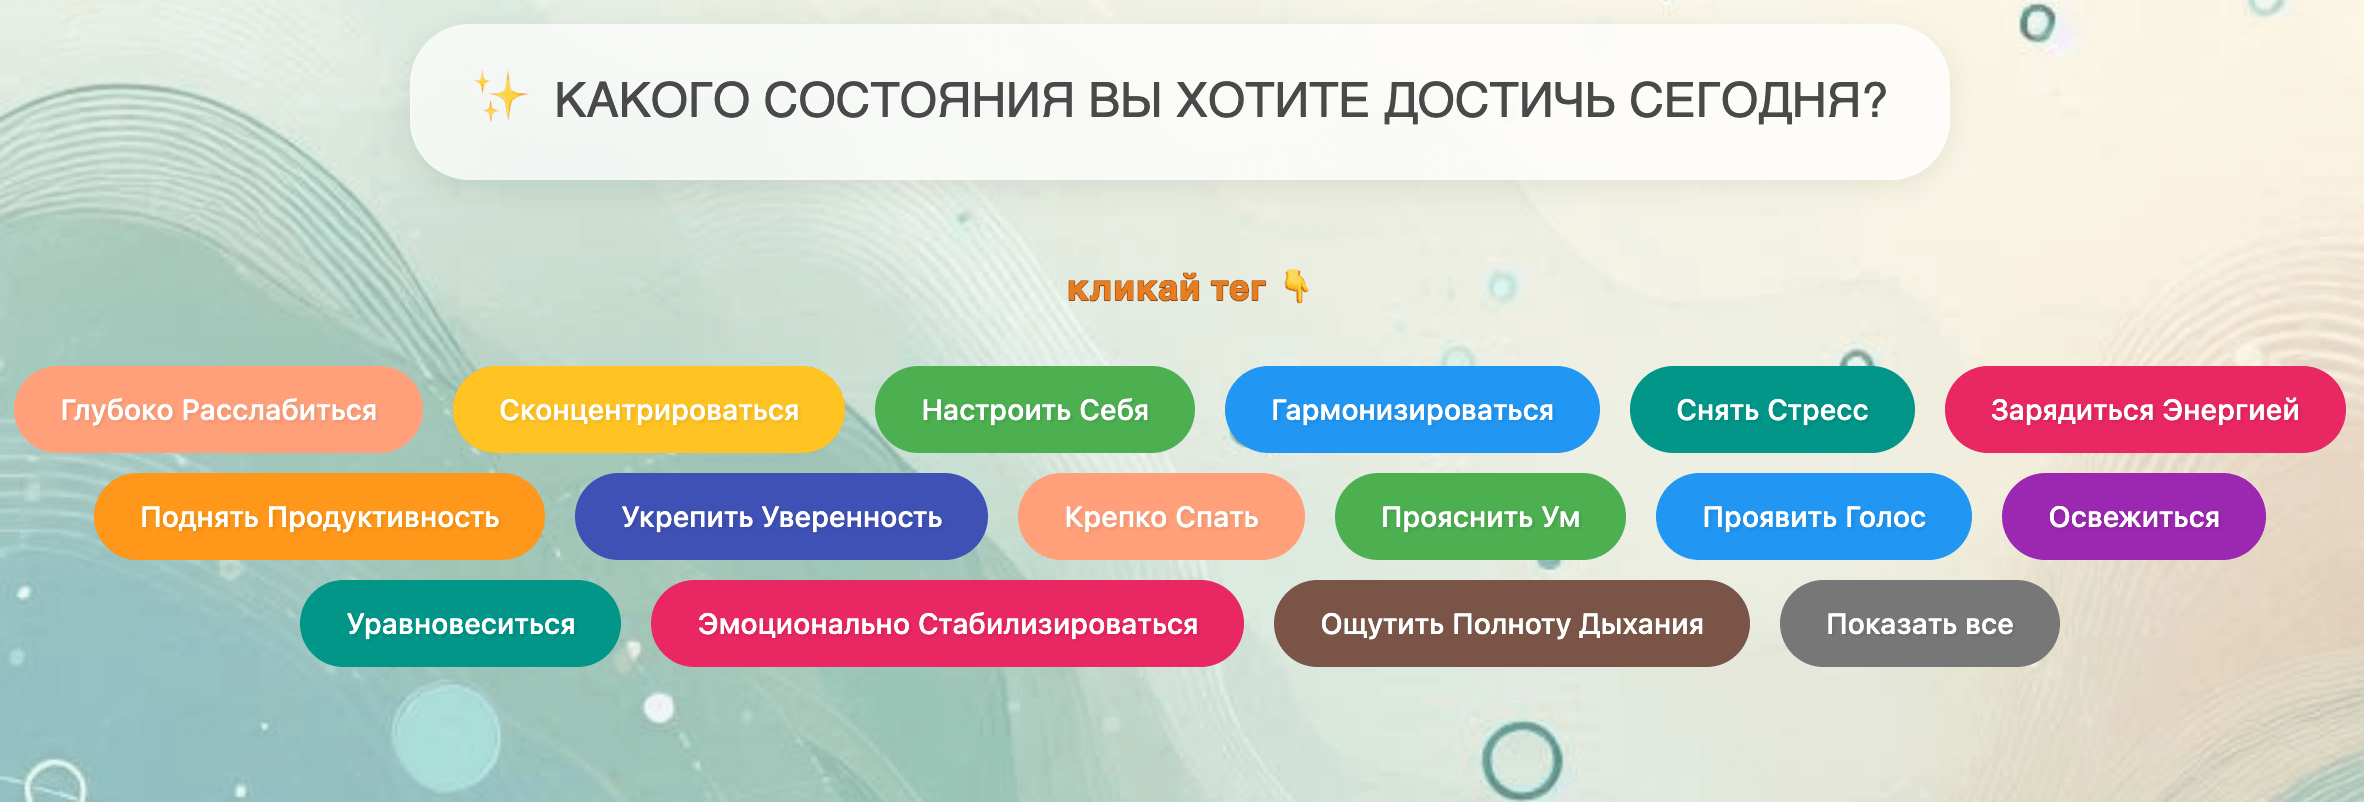 ✨ КАКОГО СОСТОЯНИЯ ВЫ ХОТИТЕ ДОСТИЧЬ СЕГОДНЯ?
кликай тег 👇
Глубоко Расслабиться Сконцентрироваться Настроить Себя Гармонизироваться Снять Стресс Зарядиться Энергией
Поднять Продуктивность Укрепить Уверенность Крепко Спать Прояснить Ум Проявить Голос Освежиться
Уравновеситься Эмоционально Стабилизироваться Ощутить Полноту Дыхания Показать все